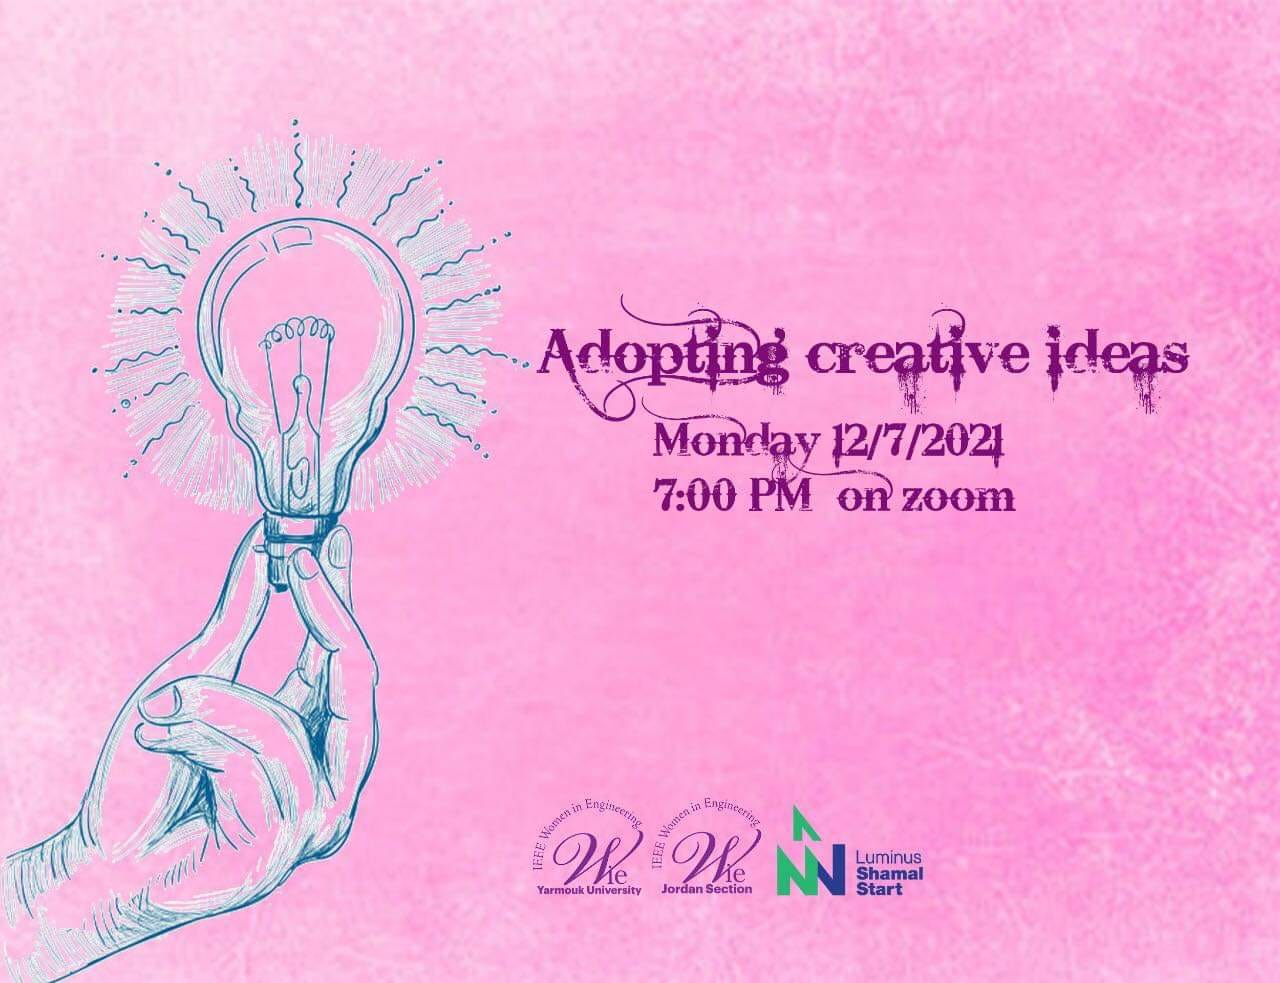 Adopting creative ideas
Monday 12/7/2021
7:00 PM on zoom
IEEE Women in Engineering
Wie
Yarmouk University
IEEE Women in Engineering
Wie
Jordan Section
Luminus
Shamal
Start